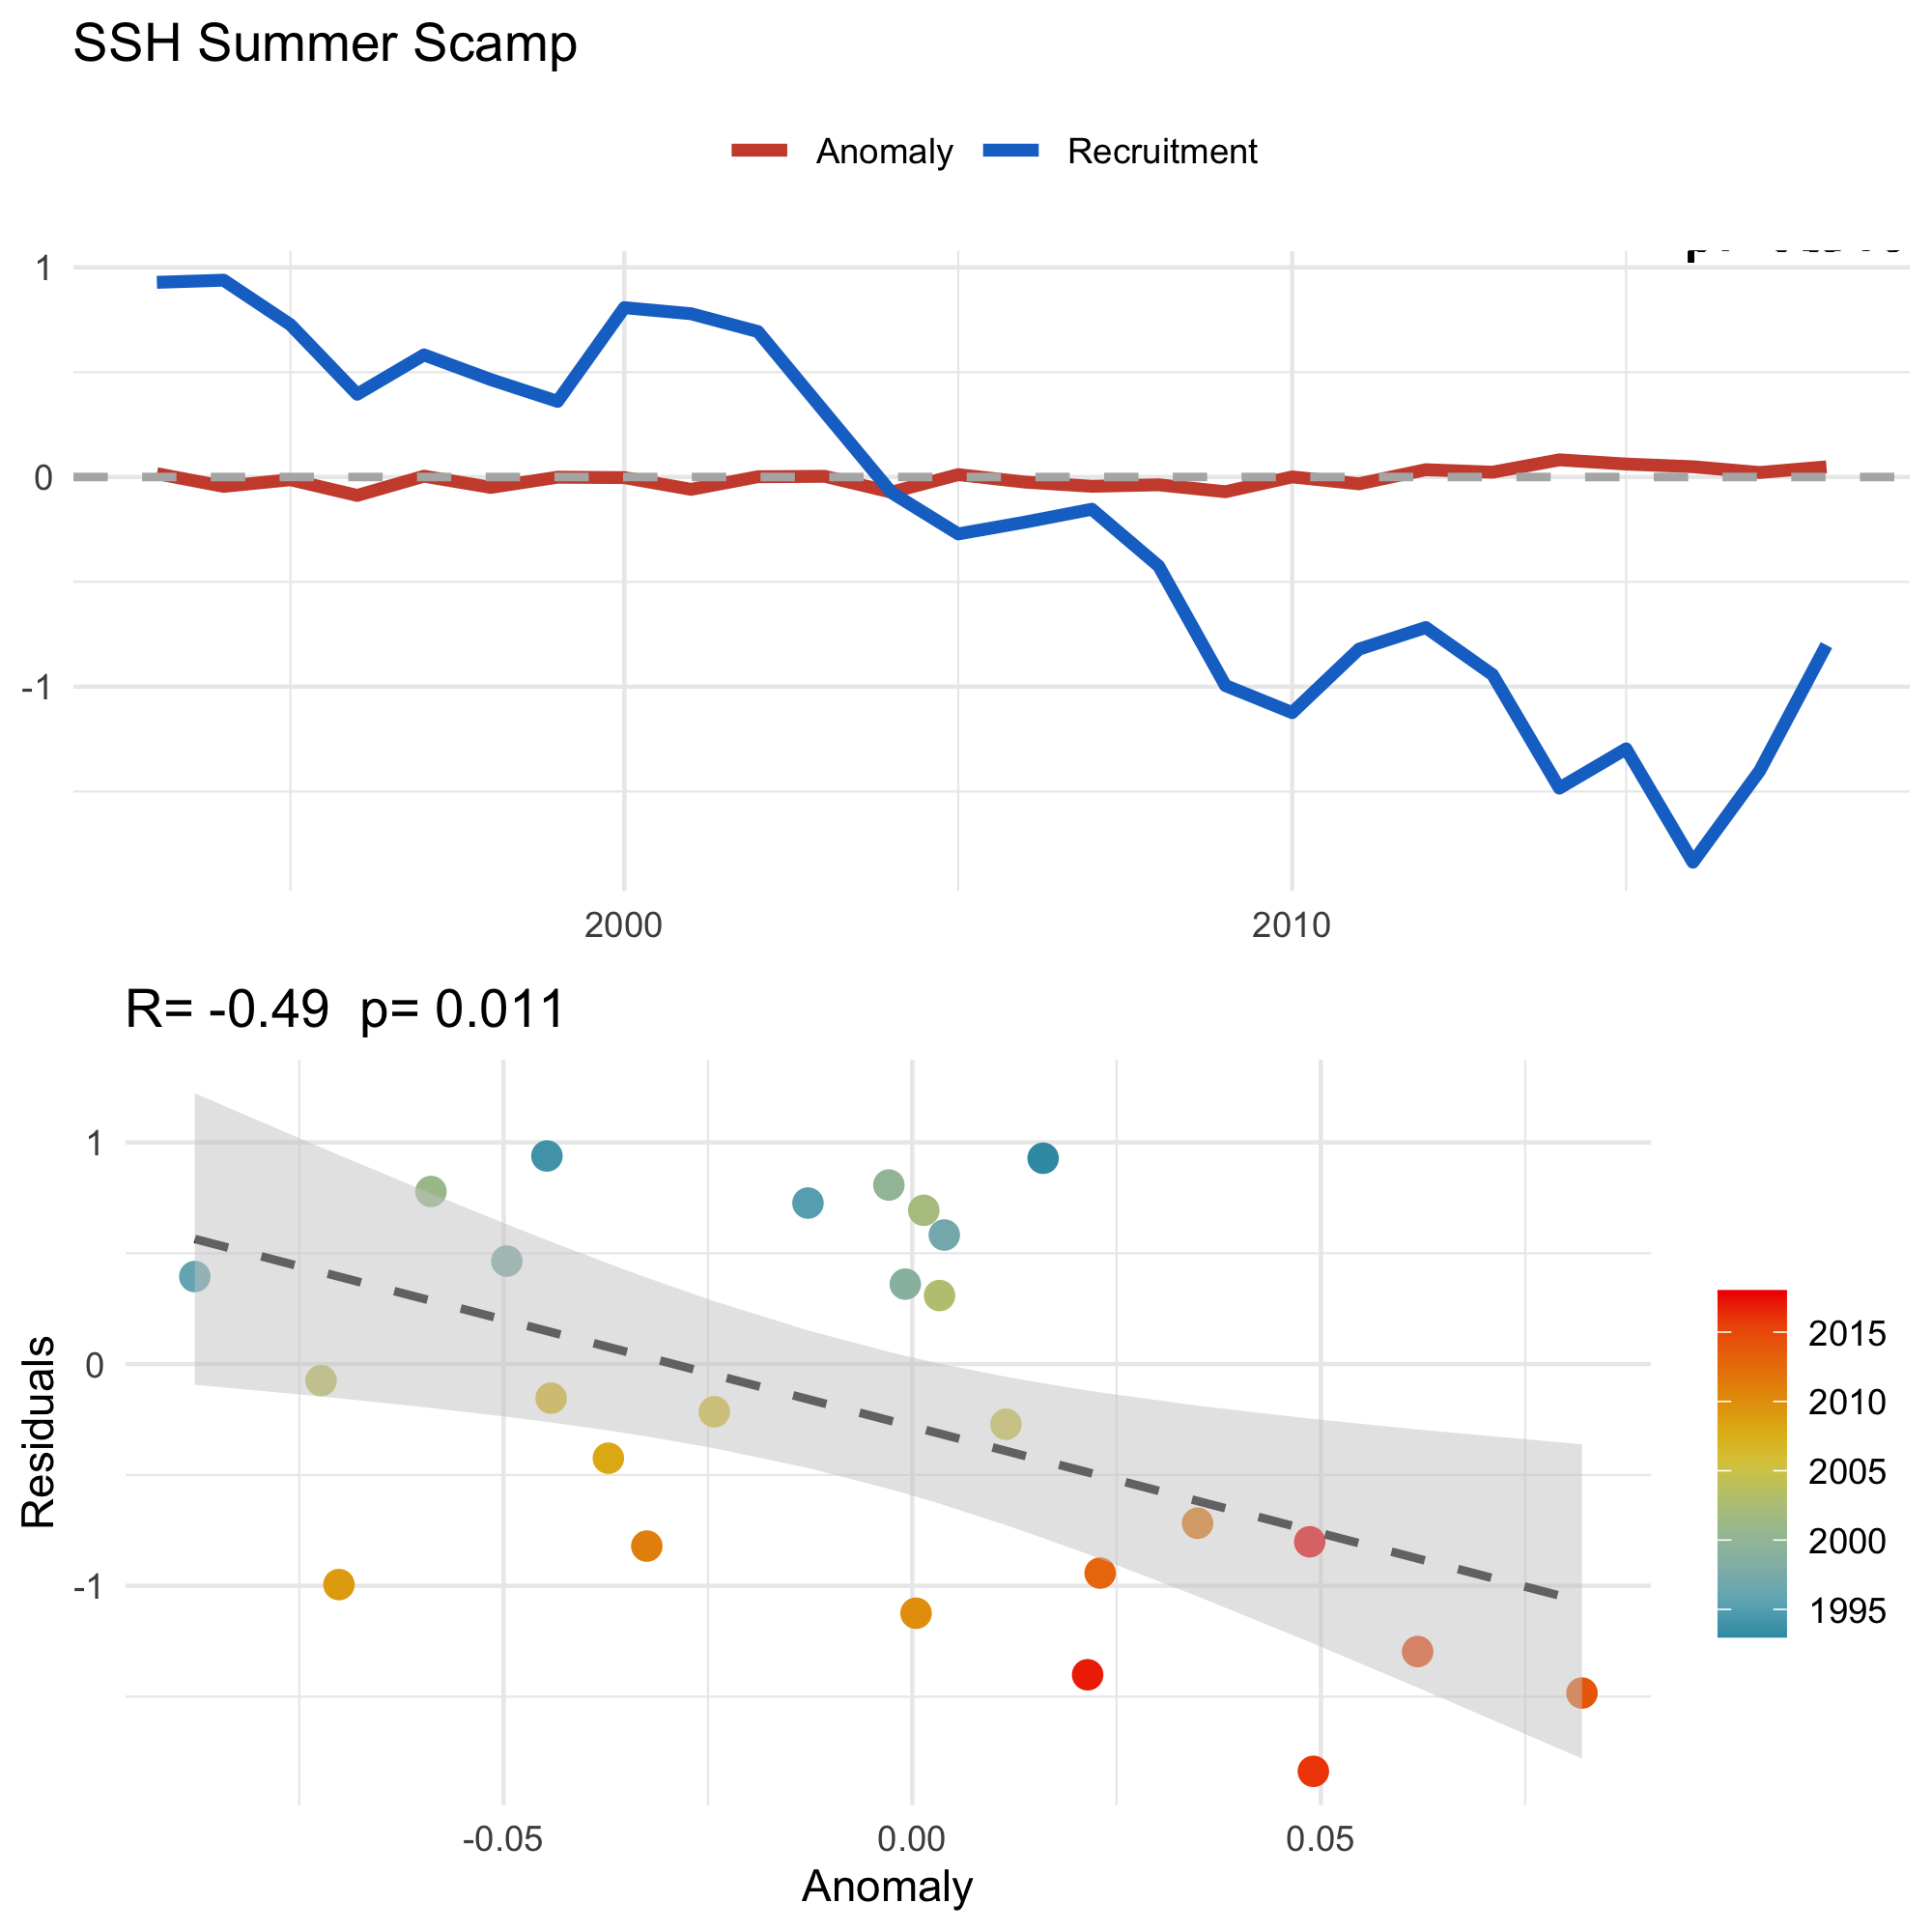 SSH Summer Scamp
Anomaly Recruitment
1
0
-1
2000 2010
R= -0.49 p= 0.011
Residuals
1
0
-1
2015
2010
2005
2000
1995
-0.05 0.00 0.05
Anomaly